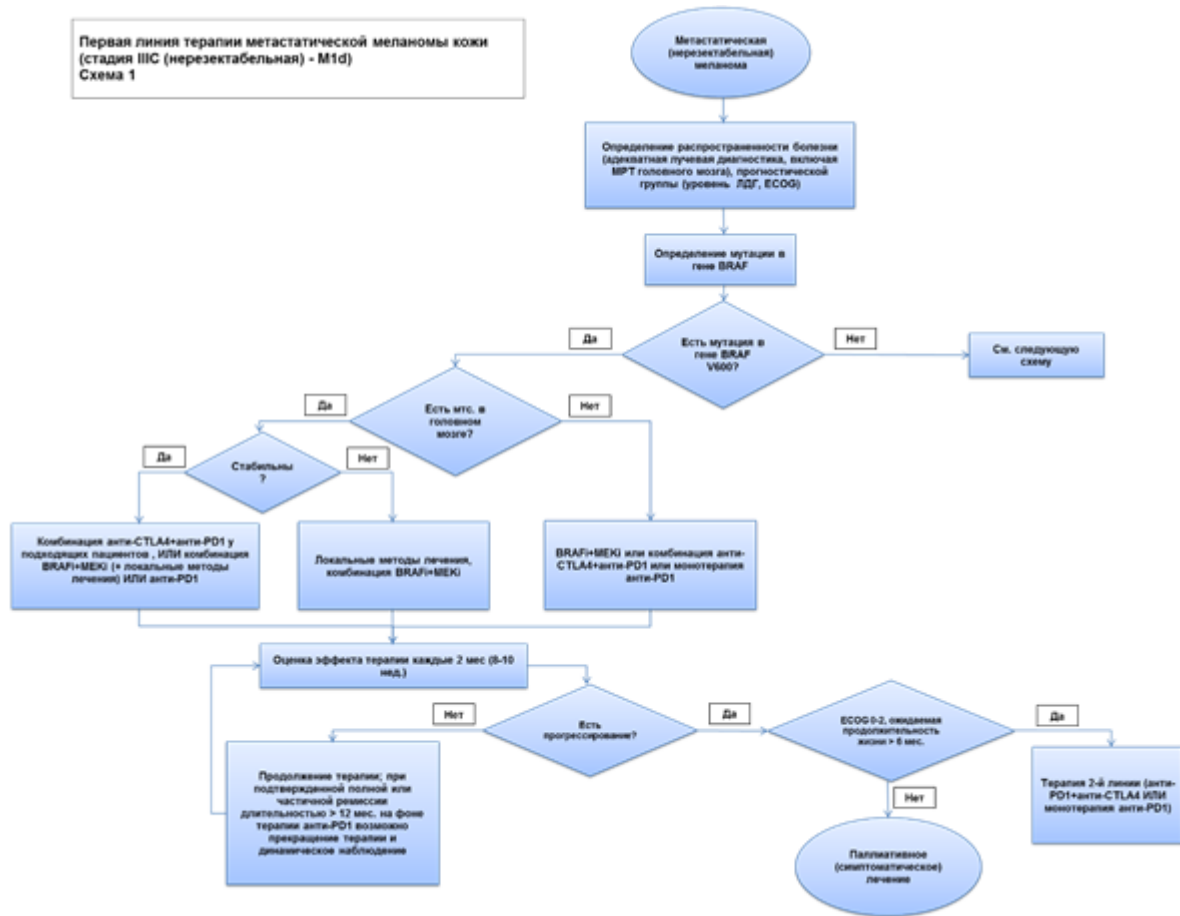 Первая линия терапии метастатической меланомы кожи
(стадия IIIC (нерезектабельная) - M1d)
Схема 1
Метастатическая
(нерезектабельная)
меланома
Определение распространенности болезни
(адекватная лучевая диагностика, включая
МРТ головного мозга), прогностической
группы (уровень ЛДГ, ECOG)
Определение мутации в
гене BRAF
Есть мутация в
гене BRAF
V600?
Да
Нет
См. следующую
схему
Есть мтс. в
головном
мозге?
Да
Нет
Стабильны
?
Да
Нет
Комбинация анти-CTLA4+анти-PD1 у
подходящих пациентов , ИЛИ комбинация
BRAFi+MEKi (+ локальные методы
лечения) ИЛИ анти-PD1
Локальные методы лечения,
комбинация BRAFi+MEKi
BRAFi+MEKi или комбинация анти-
CTLA4+анти-PD1 или монотерапия
анти-PD1
Оценка эффекта терапии каждые 2 мес (8-10
нед.)
Есть
прогрессирование?
Нет
Да
ECOG 0-2, ожидаемая
продолжительность
жизни > 6 мес.
Да
Нет
Продолжение терапии; при
подтвержденной полной или
частичной ремиссии
длительностью > 12 мес. на фоне
терапии анти-PD1 возможно
прекращение терапии и
динамическое наблюдение
Терапия 2-й линии (анти-
PD1+анти-CTLA4 ИЛИ
монотерапия анти-PD1)
Паллиативное
(симптоматическое)
лечение